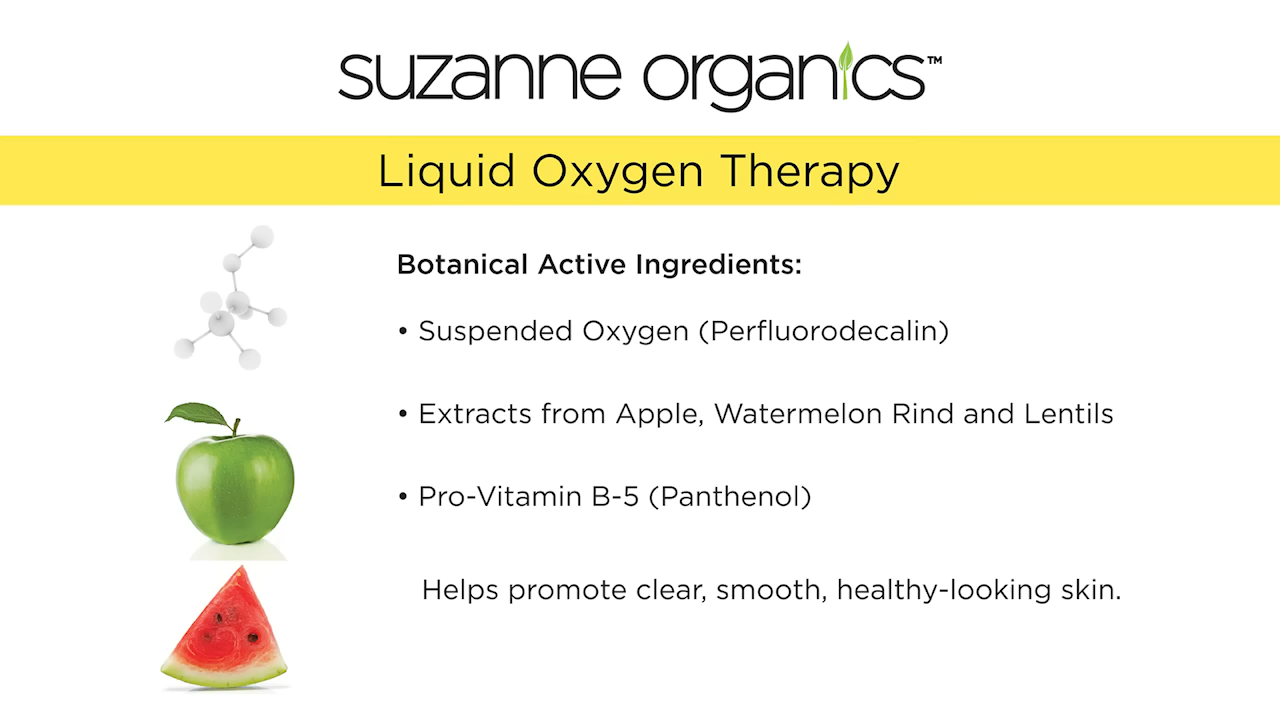 suzanne organics™
Liquid Oxygen Therapy
Botanical Active Ingredients:
• Suspended Oxygen (Perfluorodecalin)
• Extracts from Apple, Watermelon Rind and Lentils
• Pro-Vitamin B-5 (Panthenol)
Helps promote clear, smooth, healthy-looking skin.